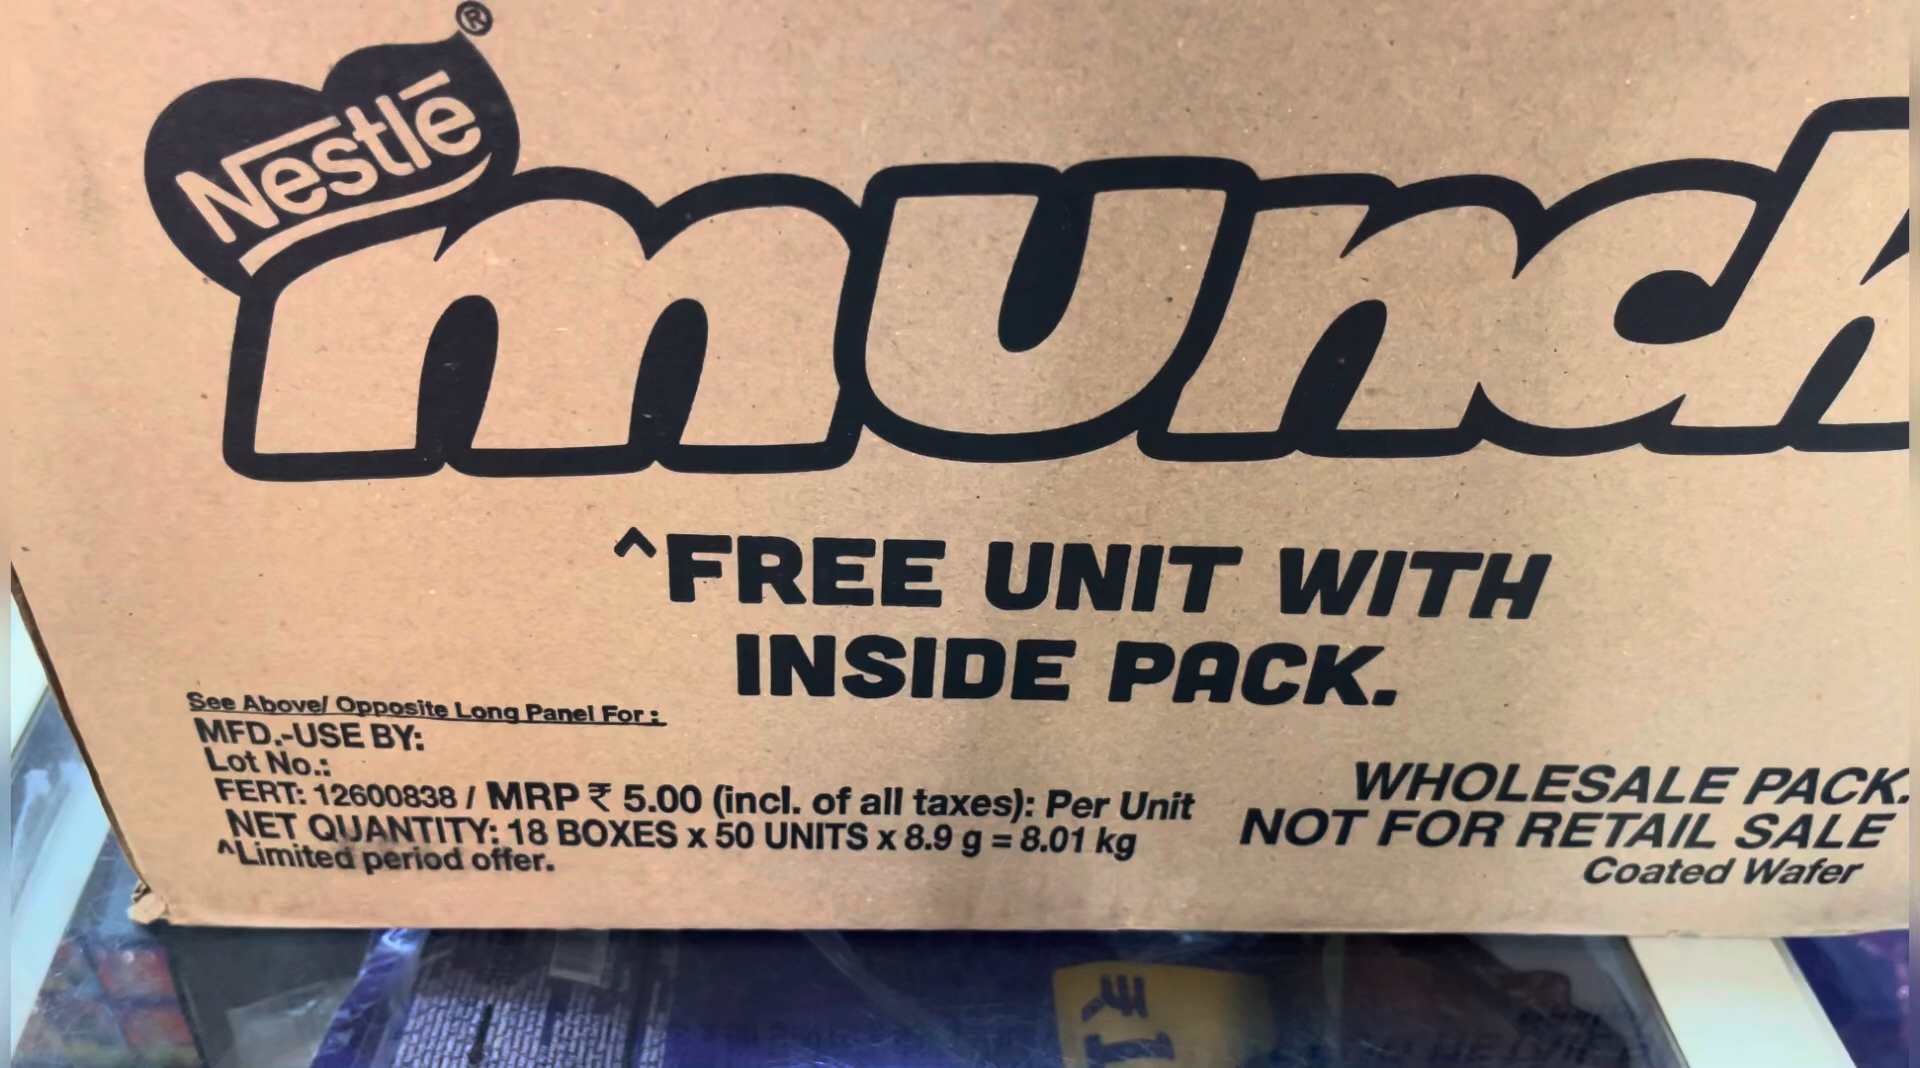 Nestlé®
munch
^FREE UNIT WITH
INSIDE PACK.
See Above/ Opposite Long Panel For :
MFD.-USE BY:
Lot No.:
FERT: 12600838 / MRP ₹ 5.00 (incl. of all taxes): Per Unit
NET QUANTITY: 18 BOXES x 50 UNITS x 8.9 g = 8.01 kg
^Limited period offer.
WHOLESALE PACK.
NOT FOR RETAIL SALE
Coated Wafer
₹ 1